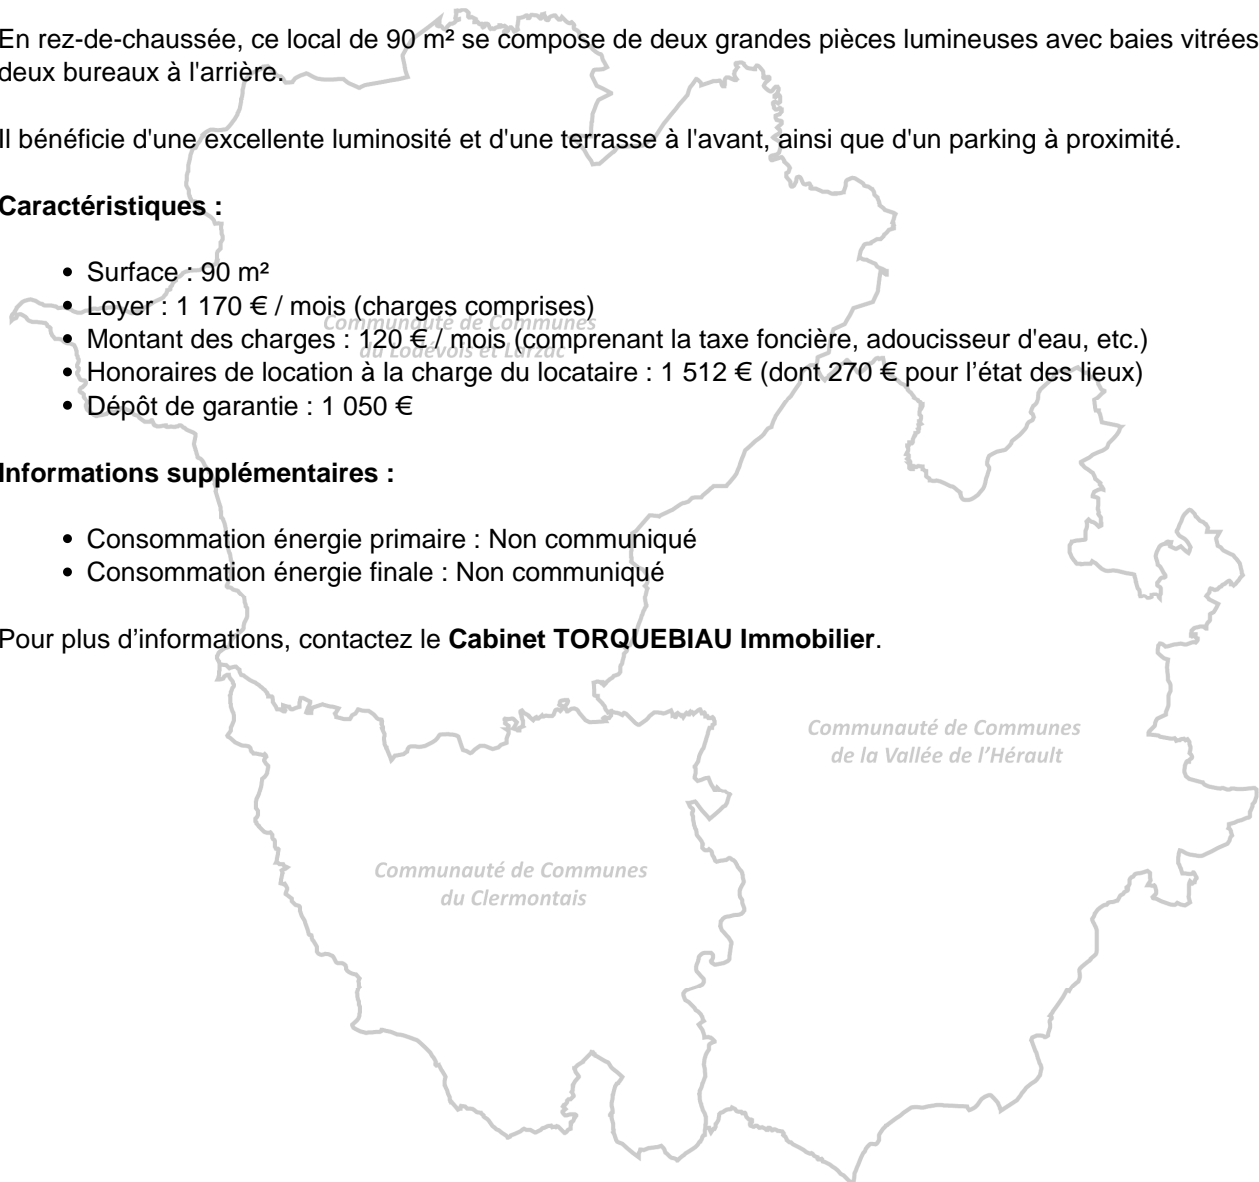 En rez-de-chaussée, ce local de 90 m² se compose de deux grandes pièces lumineuses avec baies vitrées
deux bureaux à l'arrière.
Il bénéficie d'une excellente luminosité et d'une terrasse à l'avant, ainsi que d'un parking à proximité.
Caractéristiques :
• Surface : 90 m²
• Loyer : 1 170 € / mois (charges comprises)
Communauté de Communes
• Montant des charges : 120 € / mois (comprenant la taxe foncière, adoucisseur d'eau, etc.)
du Lodévois et Larzac
• Honoraires de location à la charge du locataire : 1 512 € (dont 270 € pour l’état des lieux)
• Dépôt de garantie : 1 050 €
Informations supplémentaires :
• Consommation énergie primaire : Non communiqué
• Consommation énergie finale : Non communiqué
Pour plus d’informations, contactez le Cabinet TORQUEBIAU Immobilier.
Communauté de Communes
de la Vallée de l’Hérault
Communauté de Communes
du Clermontais